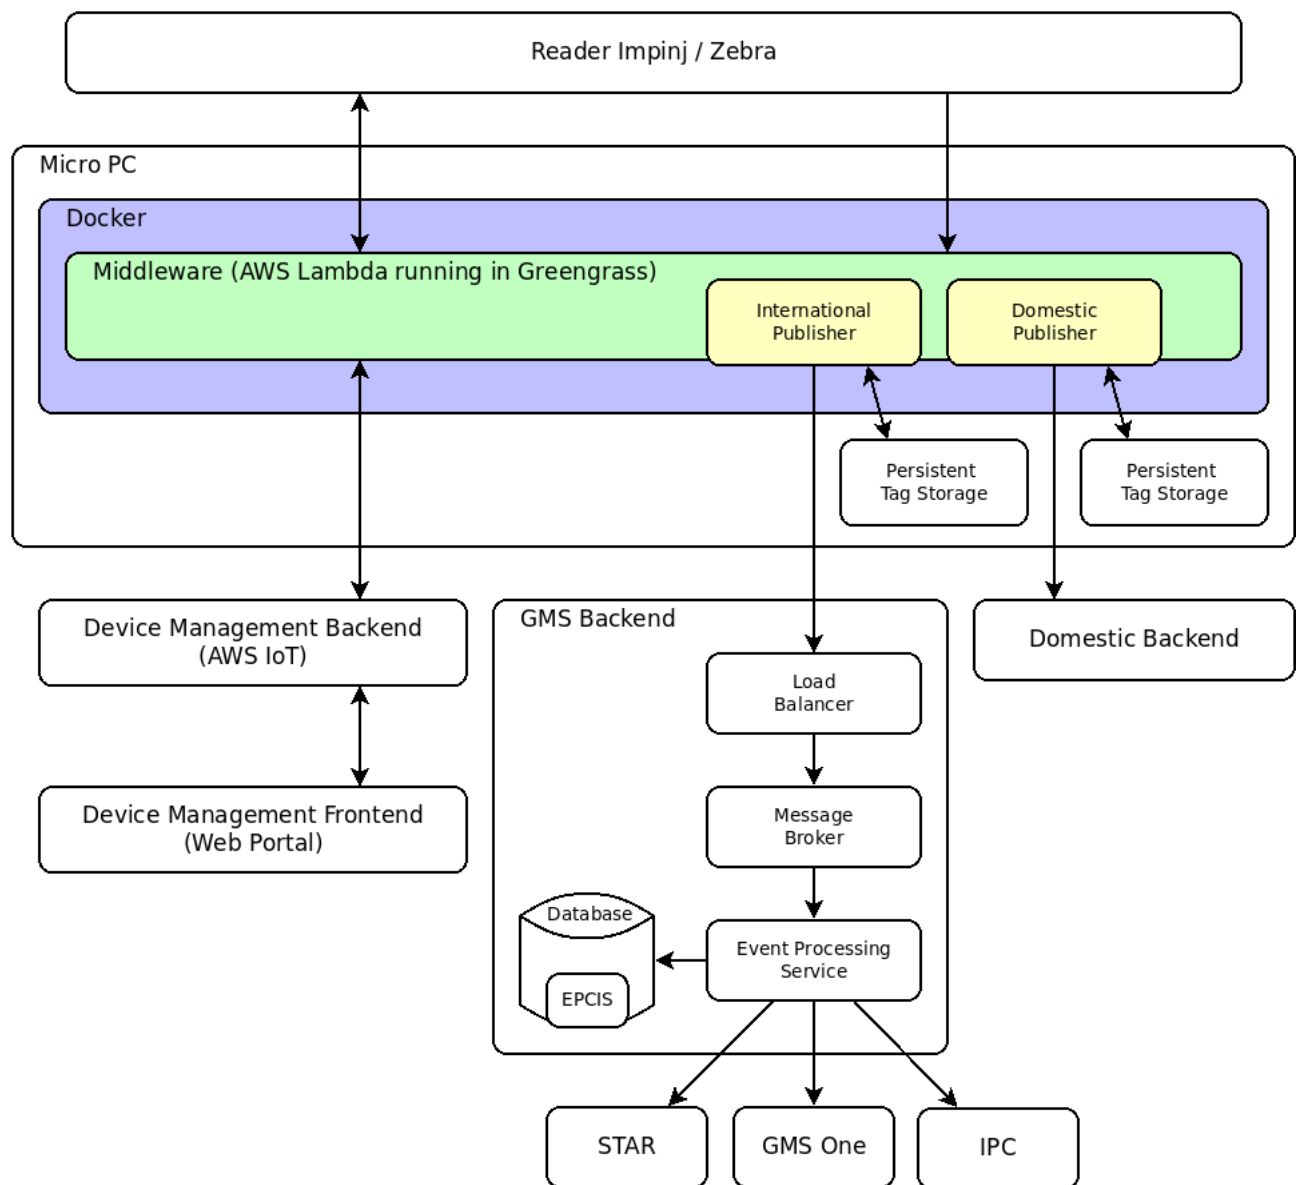 Reader Impinj / Zebra
Micro PC
Docker
Middleware (AWS Lambda running in Greengrass)
International
Publisher
Domestic
Publisher
Persistent
Tag Storage
Persistent
Tag Storage
Device Management Backend
(AWS IoT)
GMS Backend
Domestic Backend
Load
Balancer
Device Management Frontend
(Web Portal)
Message
Broker
Database
EPCIS
Event Processing
Service
STAR
GMS One
IPC